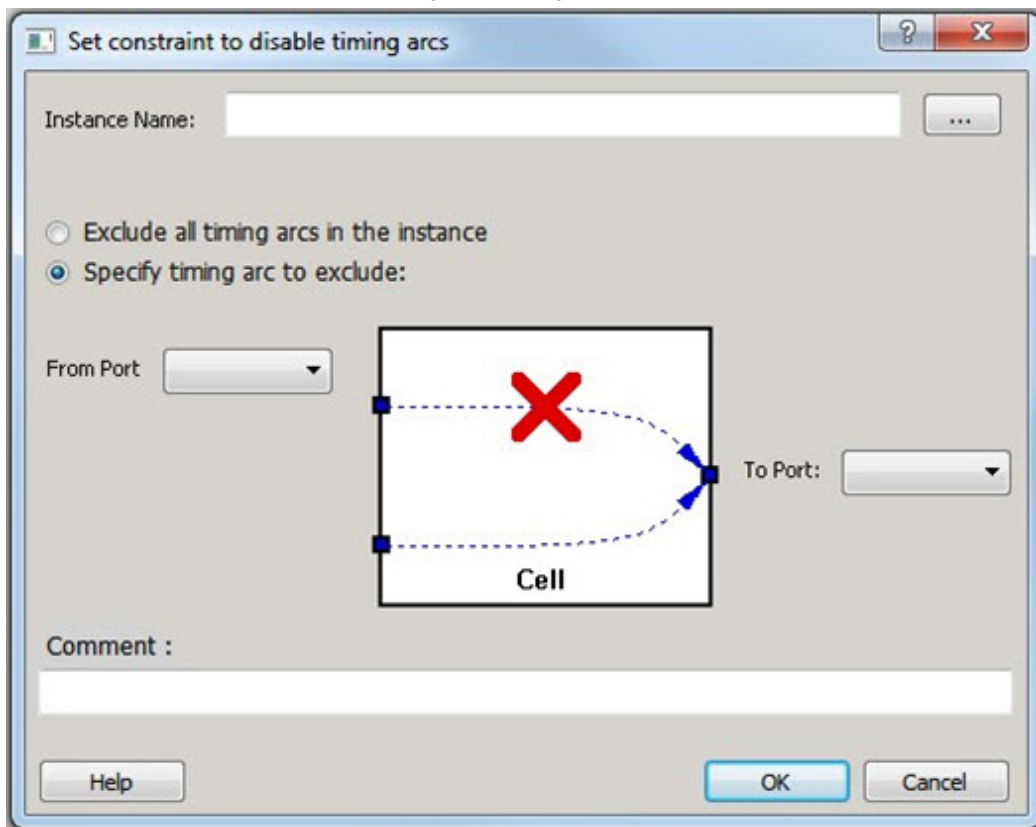 Set constraint to disable timing arcs
Instance Name:
...
Exclude all timing arcs in the instance
Specify timing arc to exclude:
From Port
To Port:
Cell
Comment :
Help
OK
Cancel